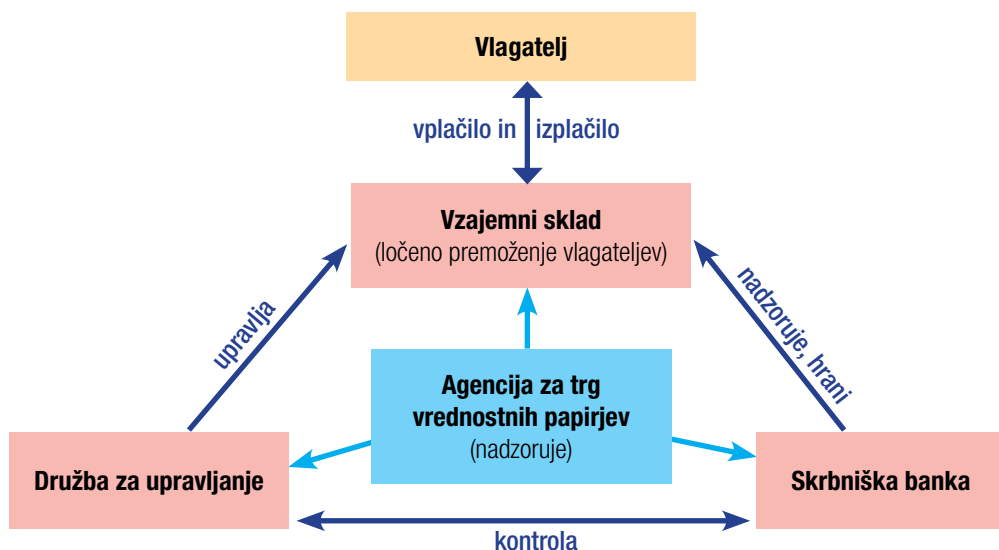 Vlagatelj
vplačilo in izplačilo
Vzajemni sklad
(ločeno premoženje vlagateljev)
upravlja
nadzoruje, hrani
Agencija za trg
vrednostnih papirjev
(nadzoruje)
Družba za upravljanje
Skrbniška banka
kontrola